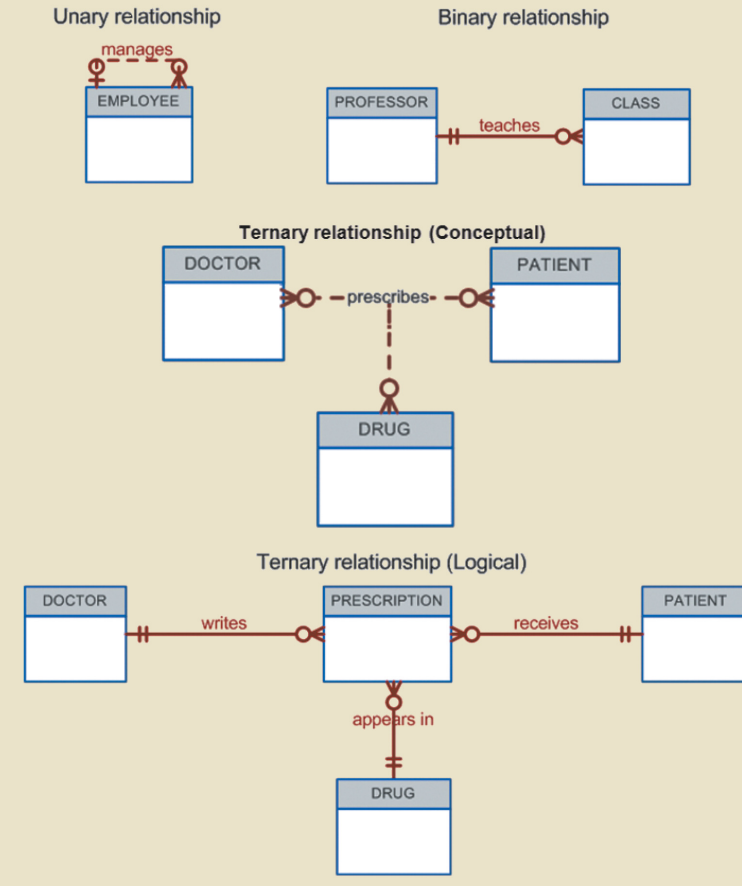 Unary relationship
Binary relationship
manages
EMPLOYEE
PROFESSOR
teaches
CLASS
Ternary relationship (Conceptual)
DOCTOR
prescribes
PATIENT
DRUG
Ternary relationship (Logical)
DOCTOR
writes
PRESCRIPTION
receives
PATIENT
appears in
DRUG